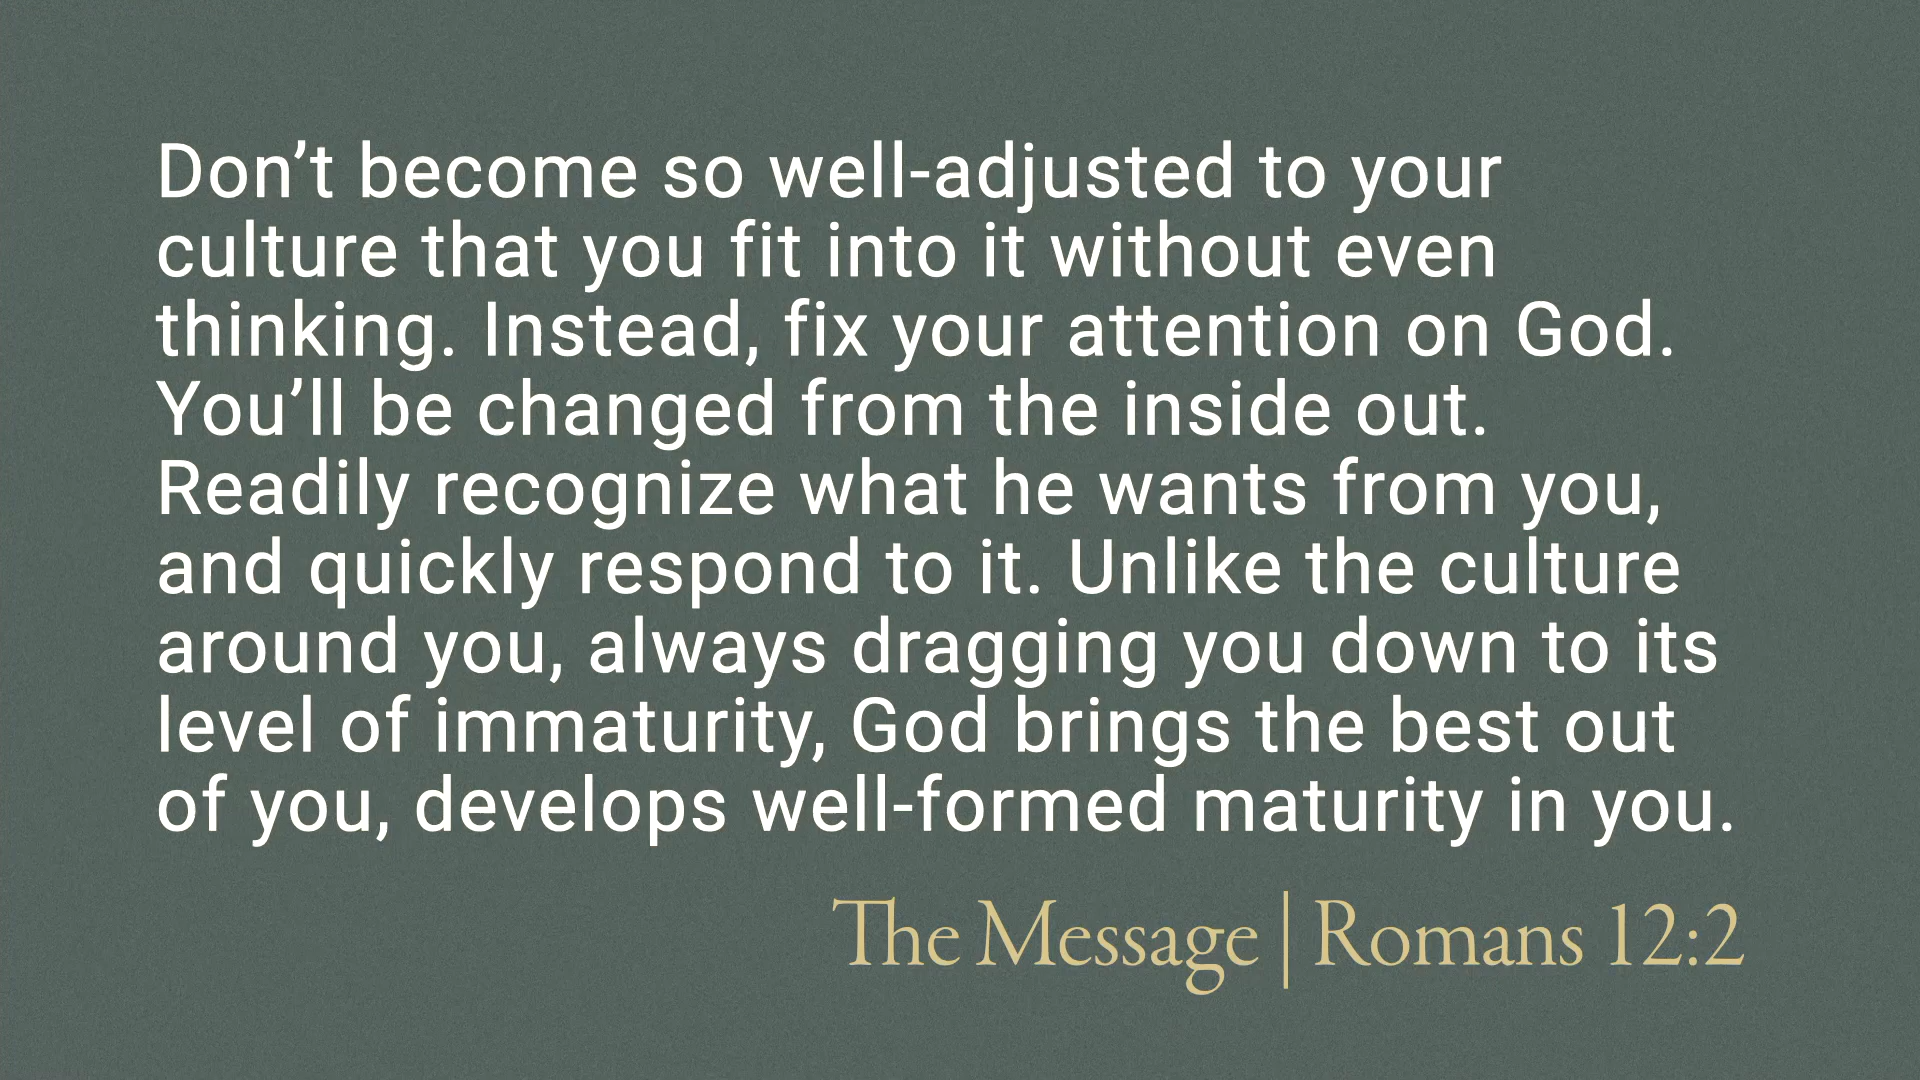 Don’t become so well-adjusted to your
culture that you fit into it without even
thinking. Instead, fix your attention on God.
You’ll be changed from the inside out.
Readily recognize what he wants from you,
and quickly respond to it. Unlike the culture
around you, always dragging you down to its
level of immaturity, God brings the best out
of you, develops well-formed maturity in you.
The Message | Romans 12:2